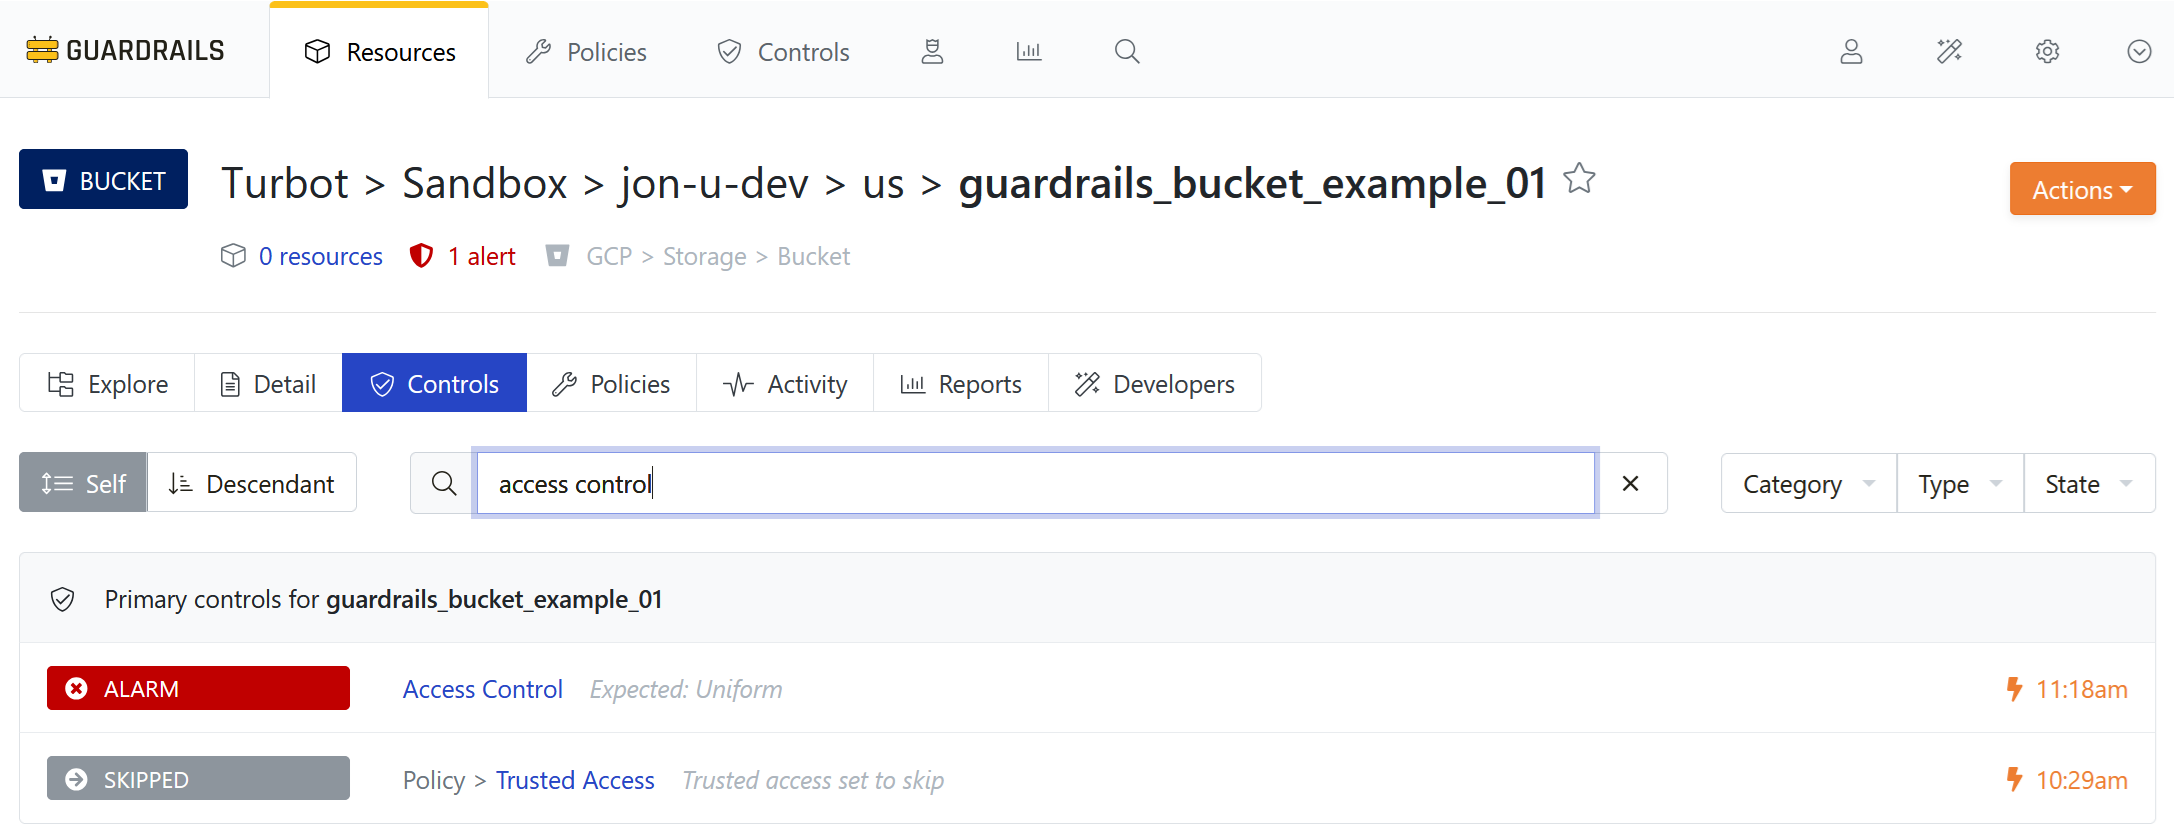 GUARDRAILS Resources Policies Controls
BUCKET Turbot > Sandbox > jon-u-dev > us > guardrails_bucket_example_01 Actions
0 resources 1 alert GCP > Storage > Bucket
Explore Detail Controls Policies Activity Reports Developers
Self Descendant access control Category Type State
Primary controls for guardrails_bucket_example_01
ALARM Access Control Expected: Uniform 11:18am
SKIPPED Policy > Trusted Access Trusted access set to skip 10:29am